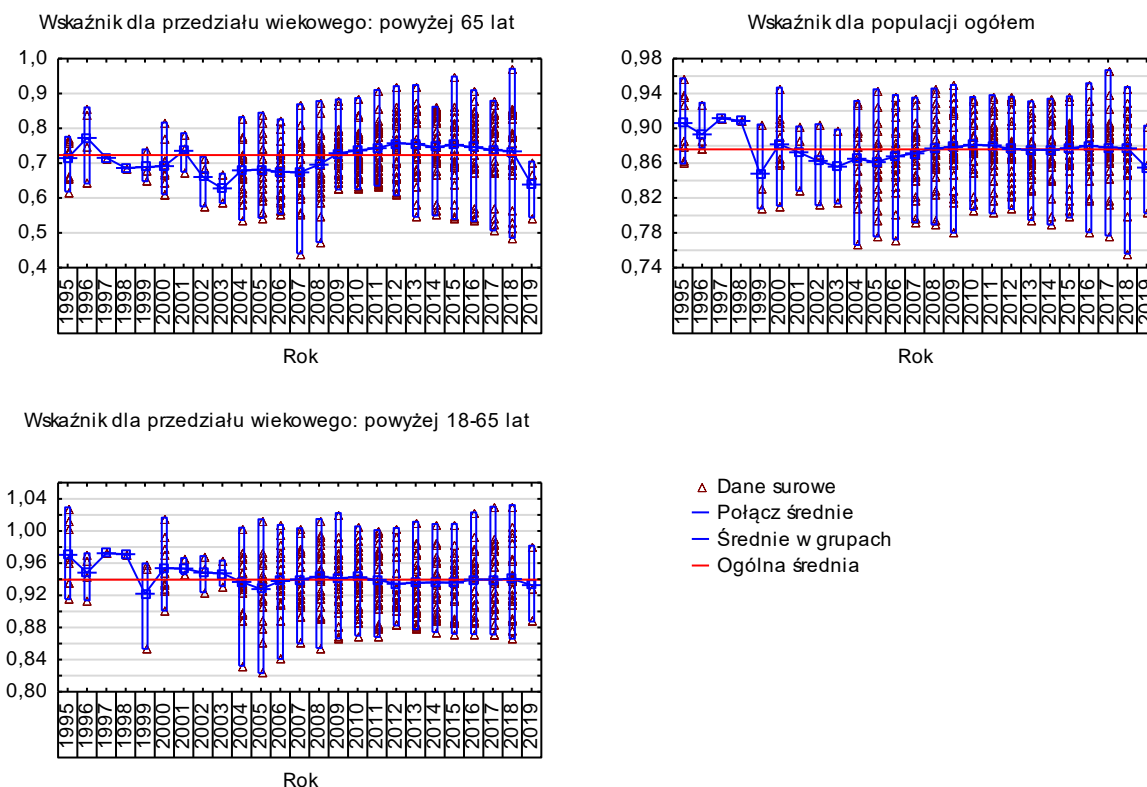 Wskaźnik dla przedziału wiekowego: powyżej 65 lat
1,0
0,9
0,8
0,7
0,6
0,5
0,4
1995 1996 1997 1998 1999 2000 2001 2002 2003 2004 2005 2006 2007 2008 2009 2010 2011 2012 2013 2014 2015 2016 2017 2018 2019
Rok
Wskaźnik dla populacji ogółem
0,98
0,94
0,90
0,86
0,82
0,78
0,74
1995 1996 1997 1998 1999 2000 2001 2002 2003 2004 2005 2006 2007 2008 2009 2010 2011 2012 2013 2014 2015 2016 2017 2018 2019
Rok
Wskaźnik dla przedziału wiekowego: powyżej 18-65 lat
1,04
1,00
0,96
0,92
0,88
0,84
0,80
1995 1996 1997 1998 1999 2000 2001 2002 2003 2004 2005 2006 2007 2008 2009 2010 2011 2012 2013 2014 2015 2016 2017 2018 2019
Rok
Dane surowe
Połącz średnie
Średnie w grupach
Ogólna średnia